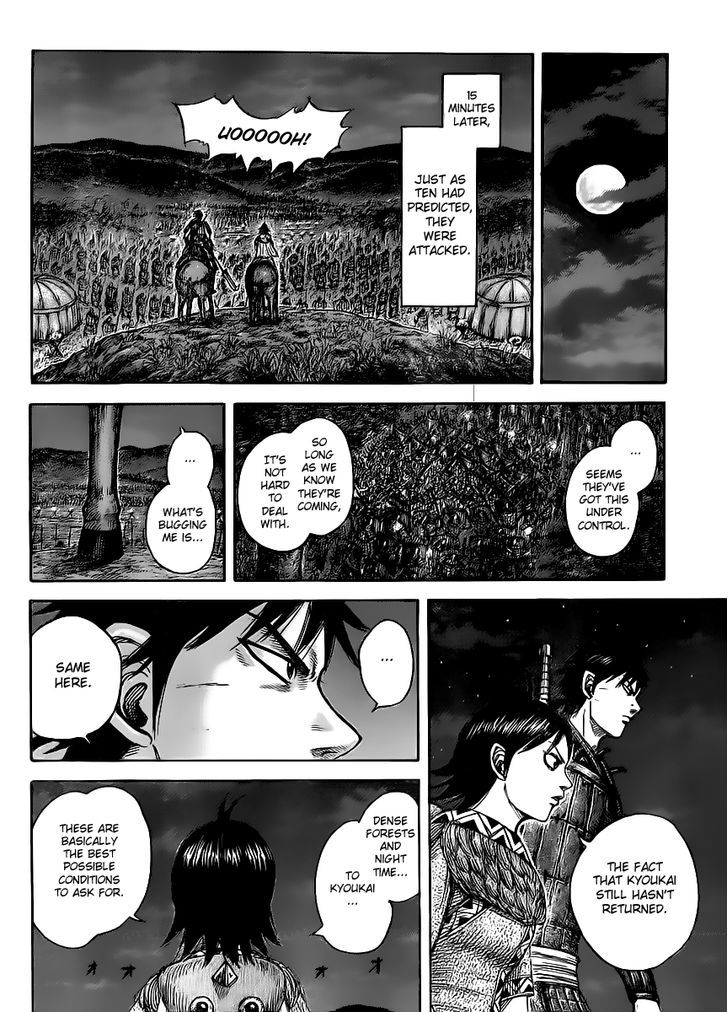 15
MINUTES
LATER,
JUST AS
TEN HAD
PREDICTED,
THEY
WERE
ATTACKED.
UOOOOOH!
SEEMS
THEY'VE
GOT THIS
UNDER
CONTROL.
SO
LONG
AS WE
KNOW
THEY'RE
COMING,
IT'S
NOT
HARD
TO
DEAL
WITH.
...
WHAT'S
BUGGING
ME IS...
THE FACT
THAT KYOUKAI
STILL HASN'T
RETURNED.
...
SAME
HERE.
DENSE
FORESTS
AND
NIGHT
TIME...
TO
KYOUKAI
...
THESE ARE
BASICALLY
THE BEST
POSSIBLE
CONDITIONS
TO ASK FOR.
オ
オ
オ